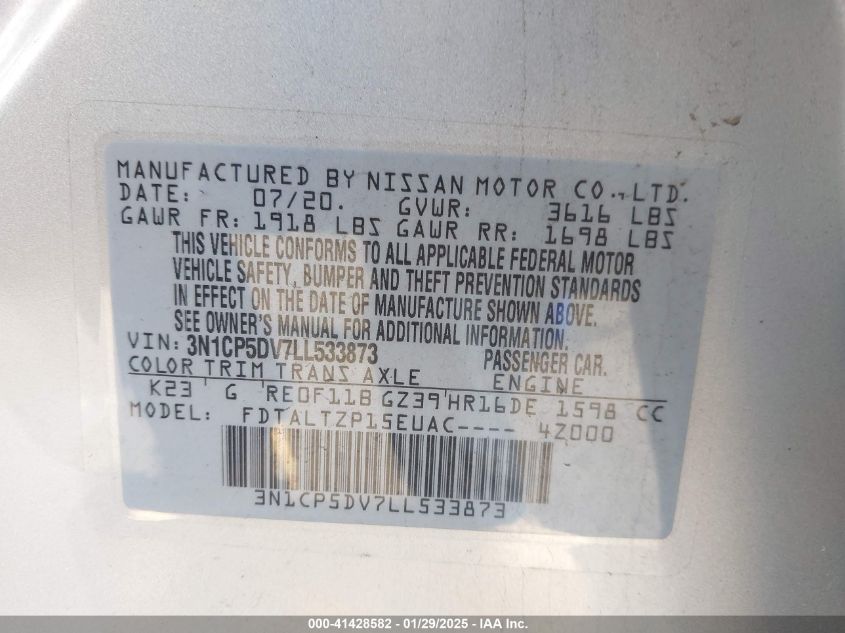 MANUFACTURED BY NISSAN MOTOR CO., LTD.
DATE: 07/20. GVWR: 3616 LBS
GAWR FR: 1918 LBS GAWR RR: 1698 LBS
THIS VEHICLE CONFORMS TO ALL APPLICABLE FEDERAL MOTOR
VEHICLE SAFETY, BUMPER AND THEFT PREVENTION STANDARDS
IN EFFECT ON THE DATE OF MANUFACTURE SHOWN ABOVE.
SEE OWNER'S MANUAL FOR ADDITIONAL INFORMATION.
VIN: 3N1CP5DV7LL533873 PASSENGER CAR.
COLOR TRIM TRANS AXLE ENGINE
K23 G RE0F11B GZ39 HR16DE 1598 CC
MODEL: FDTALTZP15EUAC---- 4Z000
3N1CP5DV7LL533873
000-41428582 - 01/29/2025 - IAA, Inc.